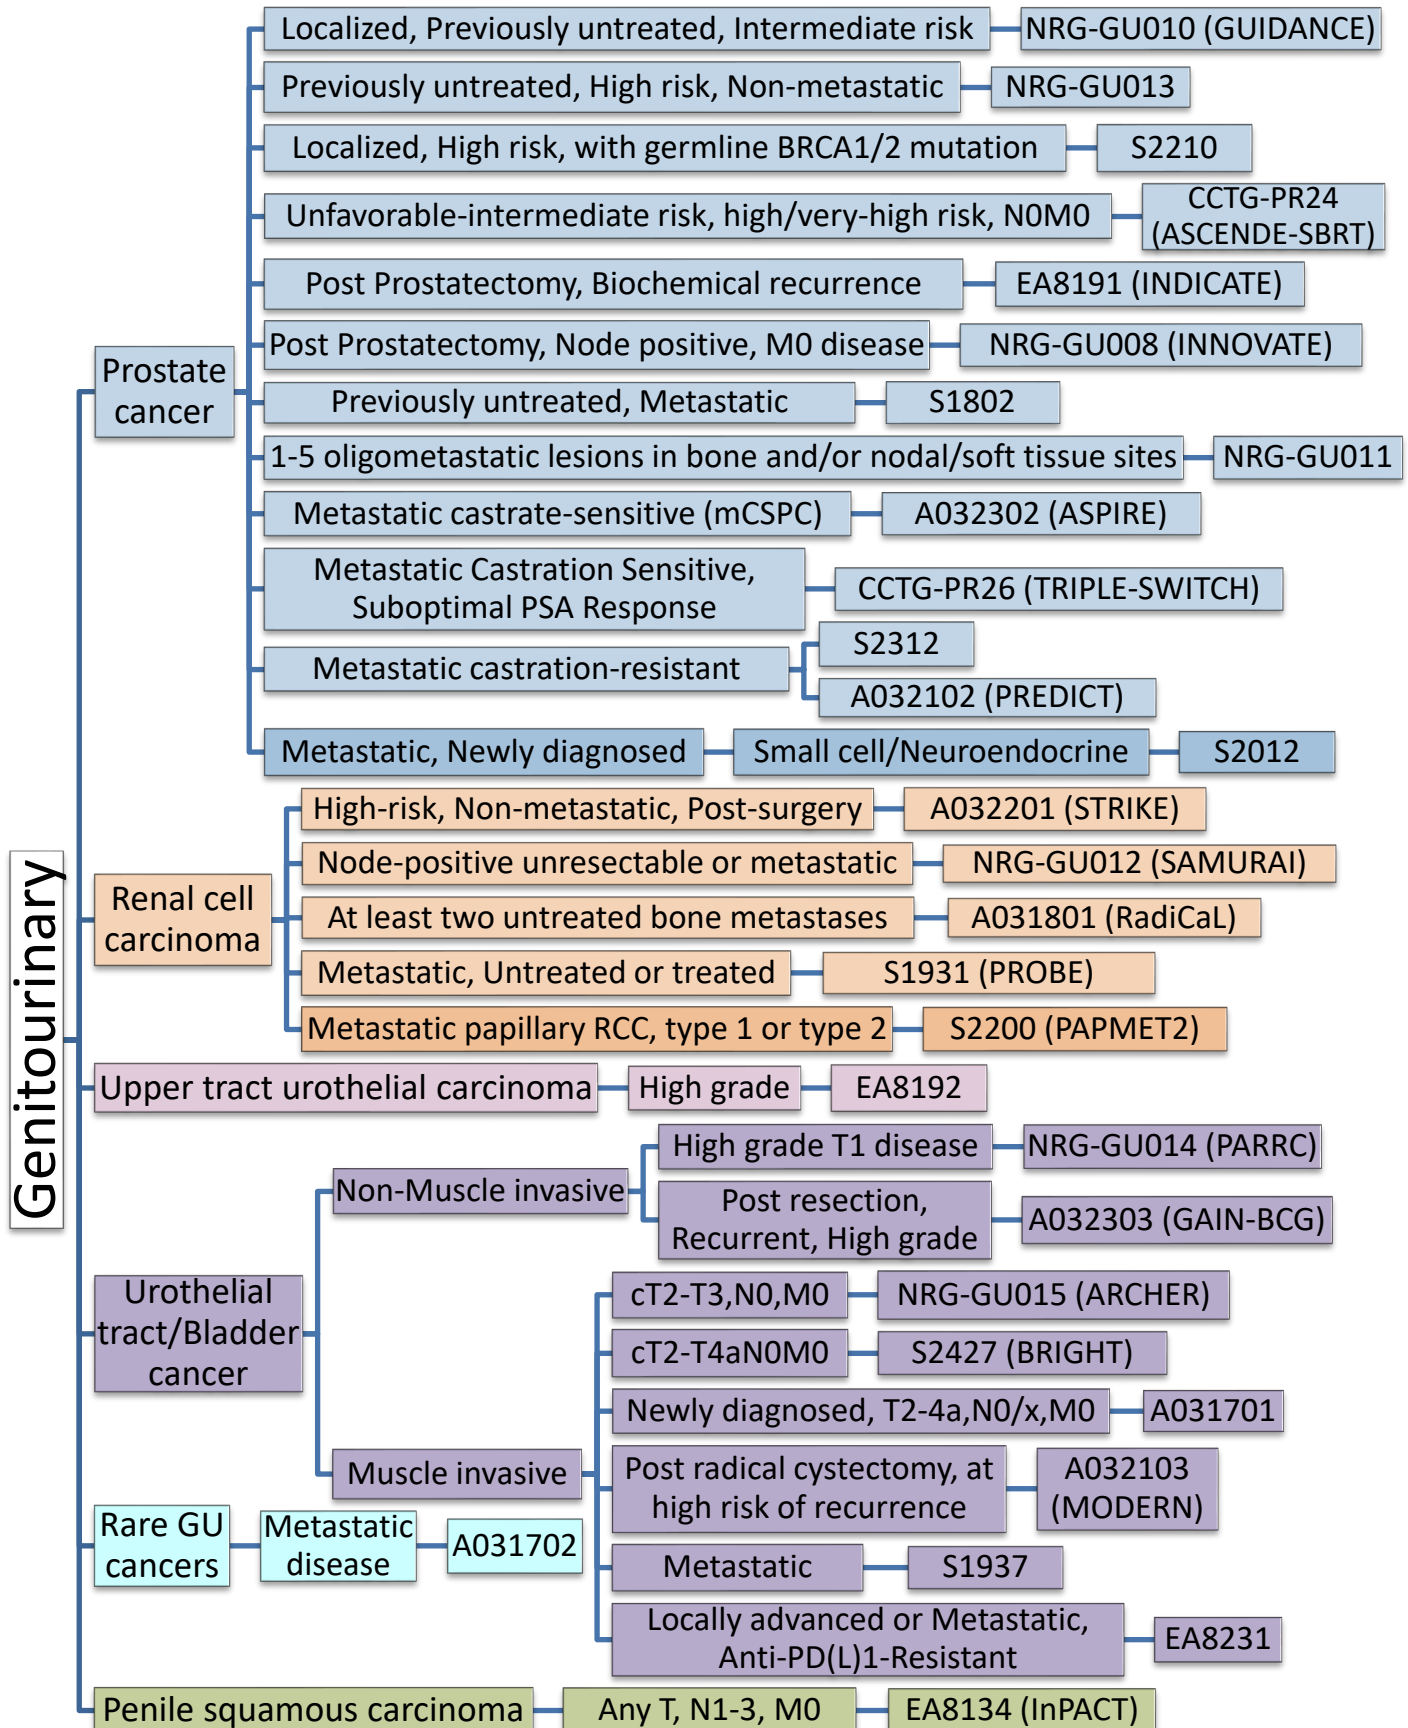 Genitourinary
Prostate
cancer
Localized, Previously untreated, Intermediate risk
NRG-GU010 (GUIDANCE)
Previously untreated, High risk, Non-metastatic
NRG-GU013
Localized, High risk, with germline BRCA1/2 mutation
S2210
Unfavorable-intermediate risk, high/very-high risk, N0M0
CCTG-PR24
(ASCENDE-SBRT)
Post Prostatectomy, Biochemical recurrence
EA8191 (INDICATE)
Post Prostatectomy, Node positive, M0 disease
NRG-GU008 (INNOVATE)
Previously untreated, Metastatic
S1802
1-5 oligometastatic lesions in bone and/or nodal/soft tissue sites
NRG-GU011
Metastatic castrate-sensitive (mCSPC)
A032302 (ASPIRE)
Metastatic Castration Sensitive,
Suboptimal PSA Response
CCTG-PR26 (TRIPLE-SWITCH)
Metastatic castration-resistant
S2312
A032102 (PREDICT)
Metastatic, Newly diagnosed
Small cell/Neuroendocrine
S2012
Renal cell
carcinoma
High-risk, Non-metastatic, Post-surgery
A032201 (STRIKE)
Node-positive unresectable or metastatic
NRG-GU012 (SAMURAI)
At least two untreated bone metastases
A031801 (RadiCaL)
Metastatic, Untreated or treated
S1931 (PROBE)
Metastatic papillary RCC, type 1 or type 2
S2200 (PAPMET2)
Upper tract urothelial carcinoma
High grade
EA8192
Urothelial
tract/Bladder
cancer
Non-Muscle invasive
High grade T1 disease
NRG-GU014 (PARRC)
Post resection,
Recurrent, High grade
A032303 (GAIN-BCG)
Muscle invasive
cT2-T3,N0,M0
NRG-GU015 (ARCHER)
cT2-T4aN0M0
S2427 (BRIGHT)
Newly diagnosed, T2-4a,N0/x,M0
A031701
Post radical cystectomy, at
high risk of recurrence
A032103
(MODERN)
Metastatic
S1937
Locally advanced or Metastatic,
Anti-PD(L)1-Resistant
EA8231
Rare GU
cancers
Metastatic
disease
A031702
Penile squamous carcinoma
Any T, N1-3, M0
EA8134 (InPACT)